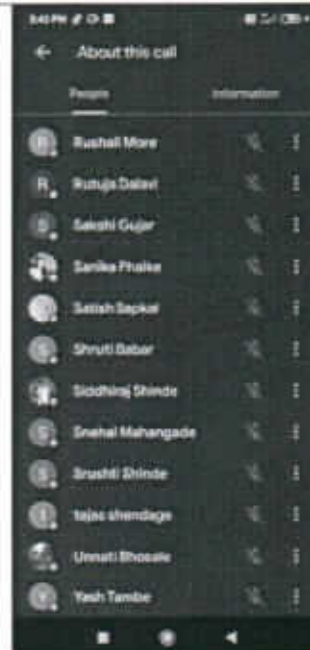 About this call
People Information
R Rushali More
R Rutuja Dalavi
S Sakshi Gujar
Sanika Phalke
Satish Sapkal
Shruti Babar
Siddhiraj Shinde
S Snehal Mahangade
S Srushti Shinde
t tejas shendage
Unnati Bhosale
Y Yash Tambe